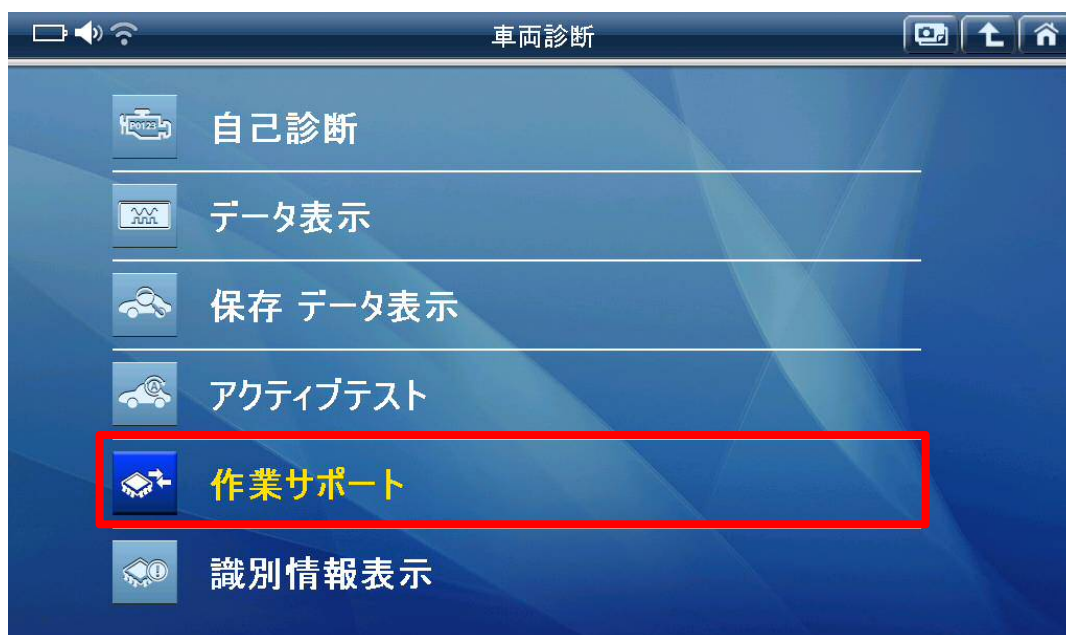 車両診断
P0123
自己診断
データ表示
保存 データ表示
アクティブテスト
作業サポート
識別情報表示